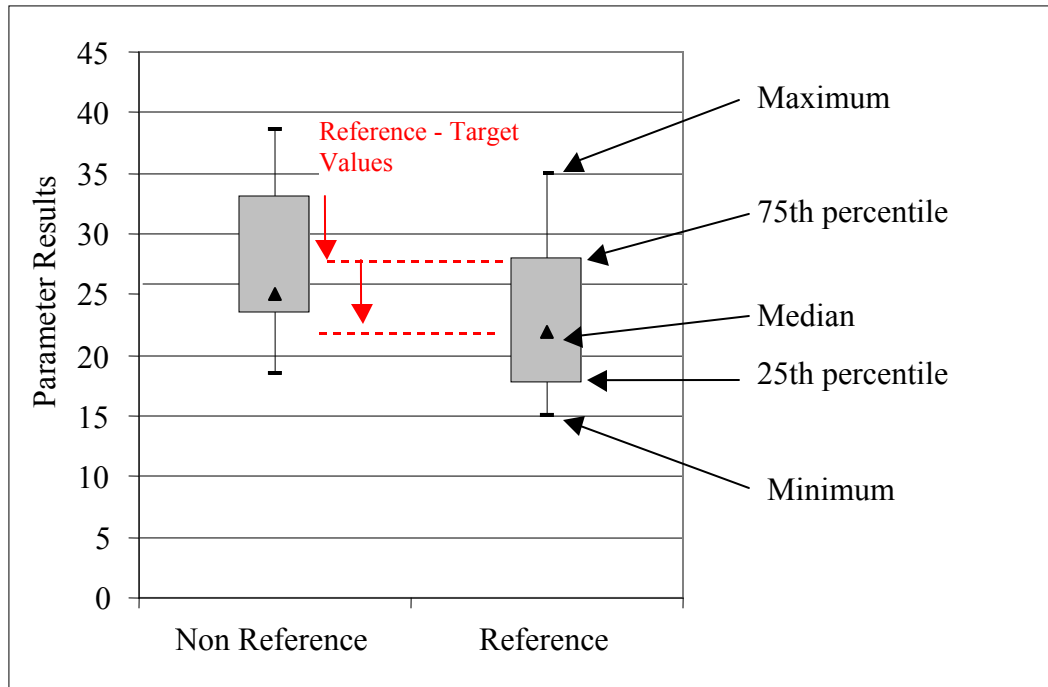 45
40
35
30
25
20
15
10
5
0
Parameter Results
Reference - Target
Values
Maximum
75th percentile
Median
25th percentile
Minimum
Non Reference
Reference